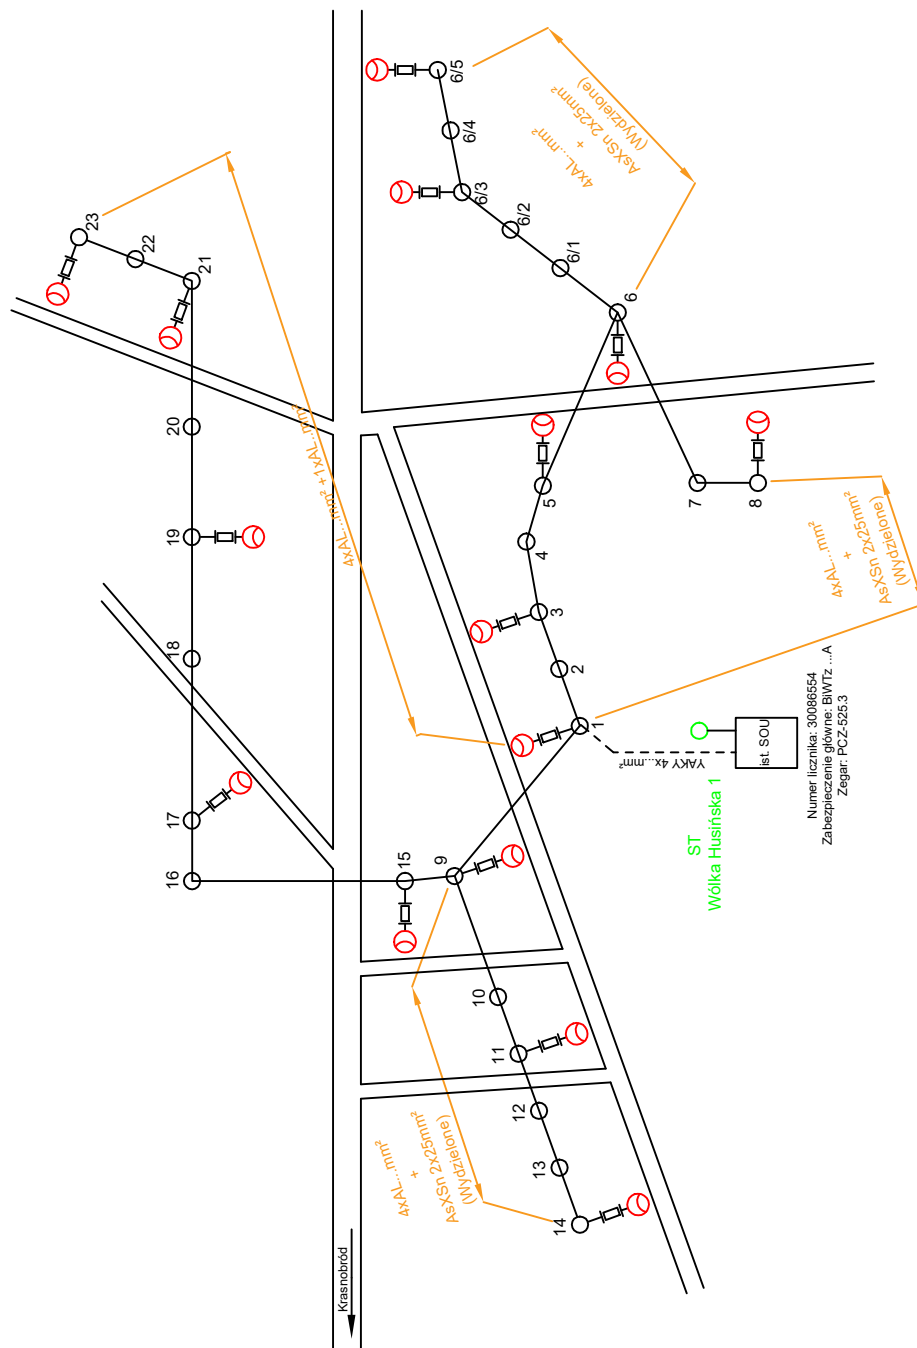 Krasnobród
14
13
12
11
10
9
15
16
17
18
19
20
21
22
23
1
2
3
4
5
6
7
8
6/1
6/2
6/3
6/4
6/5
4xAL...mm²
+
AsXSn 2x25mm²
(Wydzielone)
4xAL...mm² +1xAL...mm²
4xAL...mm²
+
AsXSn 2x25mm²
(Wydzielone)
4xAL...mm²
+
AsXSn 2x25mm²
(Wydzielone)
YAKY 4x...mm²
ist. SOU
ST
Wólka Husińska 1
Numer licznika: 30086554
Zabezpieczenie główne: BiWTz ...A
Zegar: PCZ-525.3